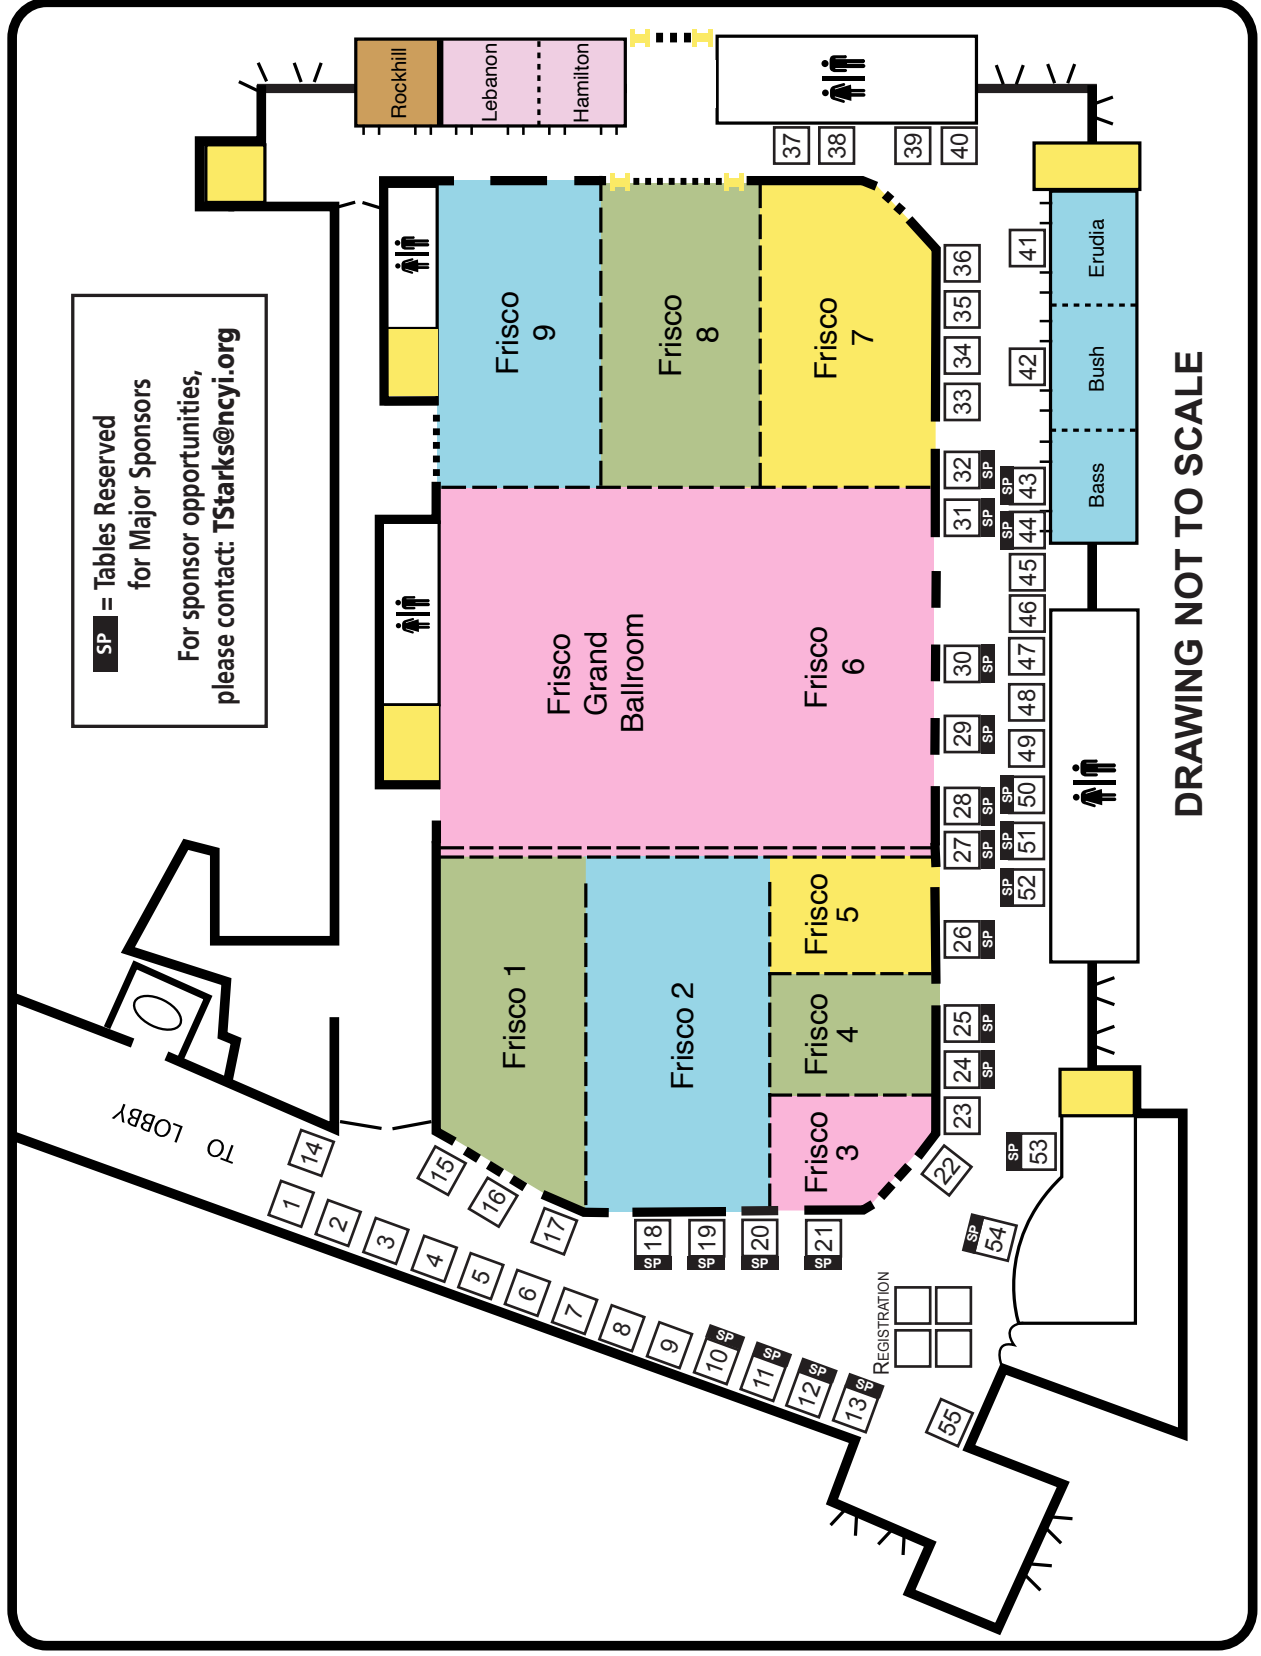 SP = Tables Reserved
for Major Sponsors
For sponsor opportunities,
please contact: TStarks@ncyi.org
Rockhill
Lebanon
Hamilton
37
38
39
40
Frisco
9
Frisco
8
Frisco
7
36
35
34
33
32 SP
31 SP
41
42
SP 43
SP 44
45
46
47
48
49
SP 50
SP 51
SP 52
Erudia
Bush
Bass
Frisco
Grand
Ballroom
Frisco
6
30 SP
29 SP
28 SP
27 SP
26 SP
25 SP
24 SP
23
22
Frisco 1
Frisco 2
Frisco
5
Frisco
4
Frisco
3
TO LOBBY
14
15
16
17
18 SP
19 SP
20 SP
21 SP
1
2
3
4
5
6
7
8
9
10 SP
11 SP
12 SP
13 SP
REGISTRATION
SP 53
SP 54
55
DRAWING NOT TO SCALE